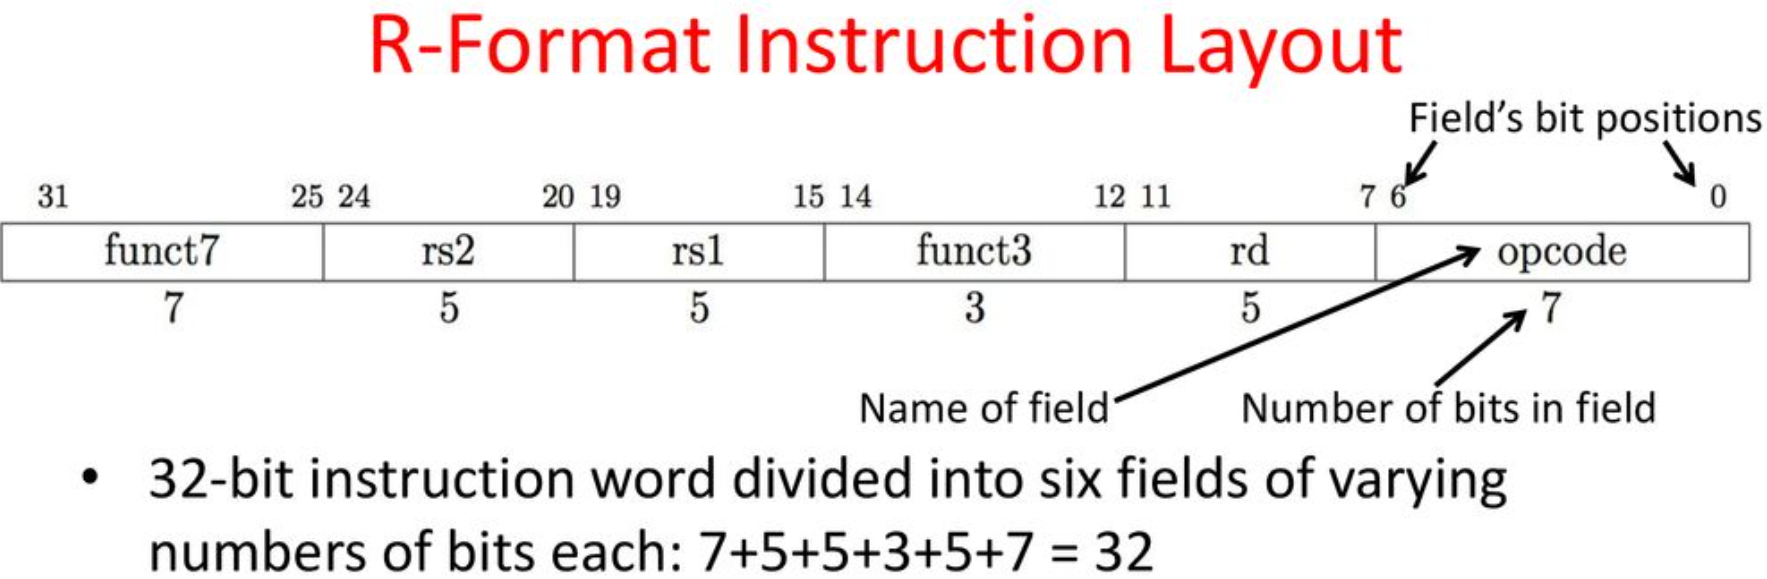 R-Format Instruction Layout
Field’s bit positions
31 25 24 20 19 15 14 12 11 7 6 0
funct7 rs2 rs1 funct3 rd opcode
7 5 5 3 5 7
Name of field Number of bits in field
• 32-bit instruction word divided into six fields of varying
numbers of bits each: 7+5+5+3+5+7 = 32